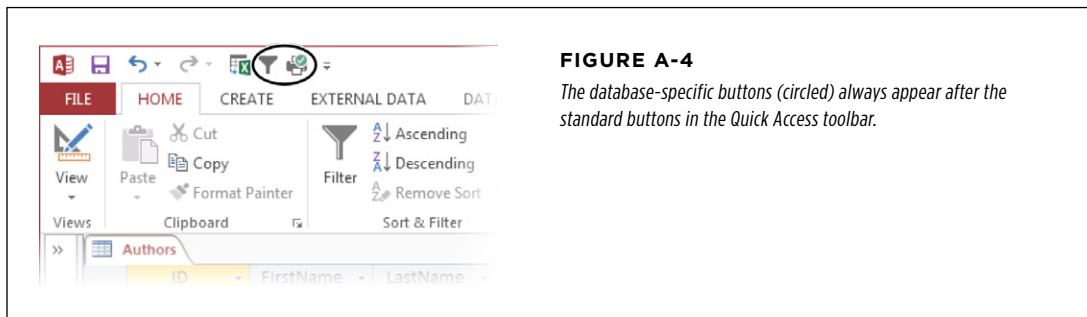 FILE HOME CREATE EXTERNAL DATA DAT
View
Paste
Cut
Copy
Format Painter
Filter
Ascending
Descending
Remove Sort
Views Clipboard Sort & Filter
Authors
ID FirstName LastName
FIGURE A-4
The database-specific buttons (circled) always appear after the
standard buttons in the Quick Access toolbar.